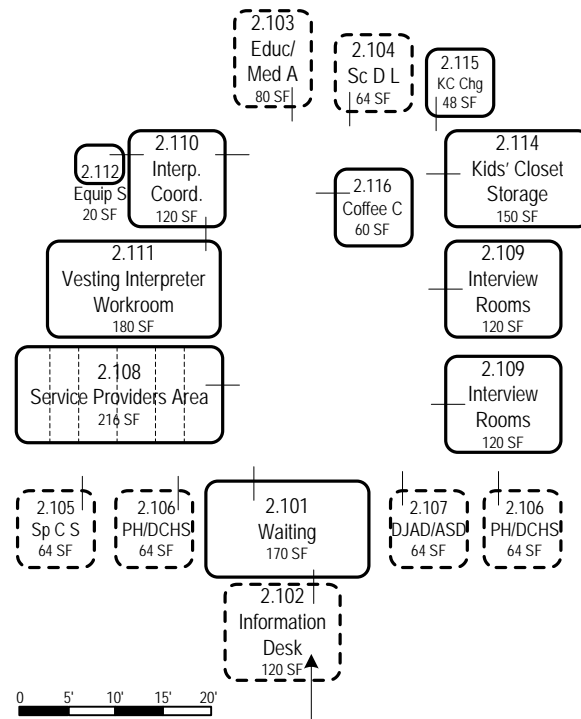 2.103
Educ/
Med A
80 SF
2.104
Sc D L
64 SF
2.115
KC Chg
48 SF
2.112
Equip S
20 SF
2.110
Interp.
Coord.
120 SF
2.116
Coffee C
60 SF
2.114
Kids' Closet
Storage
150 SF
2.111
Vesting Interpreter
Workroom
180 SF
2.109
Interview
Rooms
120 SF
2.108
Service Providers Area
216 SF
2.109
Interview
Rooms
120 SF
2.105
Sp C S
64 SF
2.106
PH/DCHS
64 SF
2.101
Waiting
170 SF
2.107
DJAD/ASD
64 SF
2.106
PH/DCHS
64 SF
2.102
Information
Desk
120 SF
0 5' 10' 15' 20'